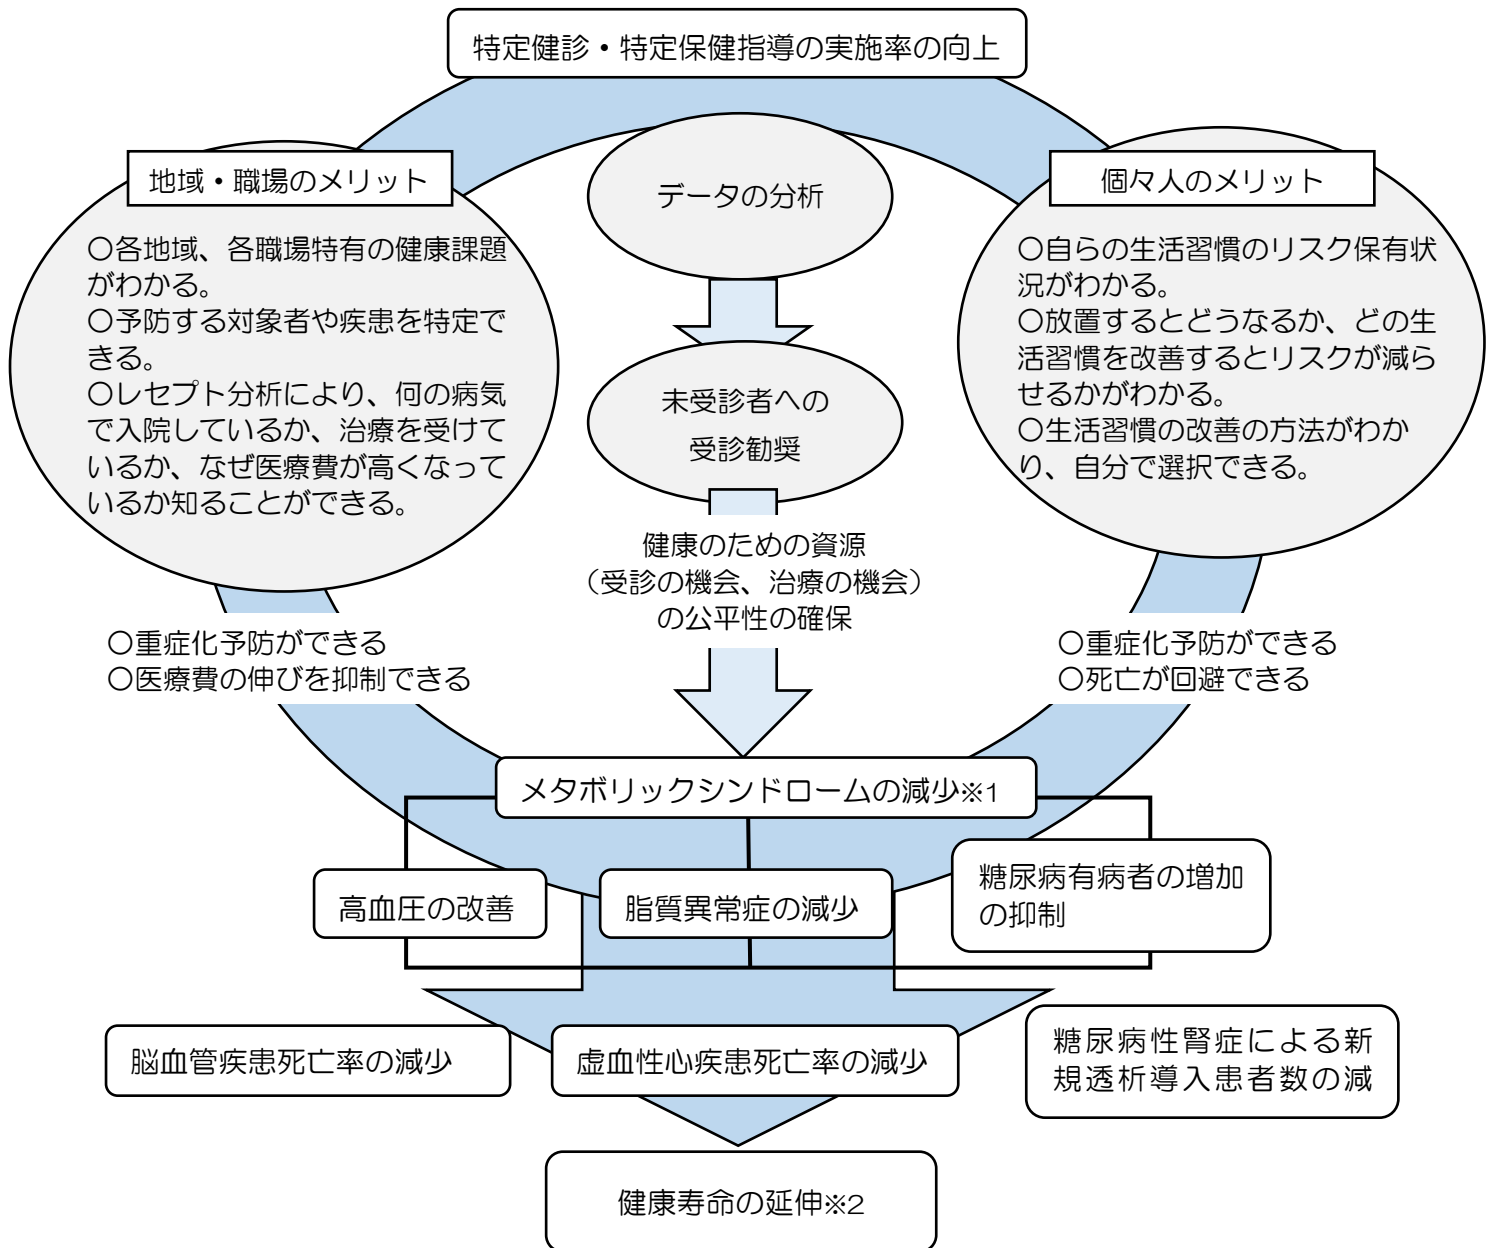 特定健診・特定保健指導の実施率の向上
地域・職場のメリット
〇各地域、各職場特有の健康課題
がわかる。
〇予防する対象者や疾患を特定で
きる。
〇レセプト分析により、何の病気
で入院しているか、治療を受けて
いるか、なぜ医療費が高くなって
いるか知ることができる。
データの分析
未受診者への
受診勧奨
健康のための資源
（受診の機会、治療の機会）
の公平性の確保
個々人のメリット
〇自らの生活習慣のリスク保有状
況がわかる。
〇放置するとどうなるか、どの生
活習慣を改善するとリスクが減ら
せるかがわかる。
〇生活習慣の改善の方法がわか
り、自分で選択できる。
〇重症化予防ができる
〇医療費の伸びを抑制できる
〇重症化予防ができる
〇死亡が回避できる
メタボリックシンドロームの減少※1
高血圧の改善
脂質異常症の減少
糖尿病有病者の増加
の抑制
脳血管疾患死亡率の減少
虚血性心疾患死亡率の減少
糖尿病性腎症による新
規透析導入患者数の減
健康寿命の延伸※2